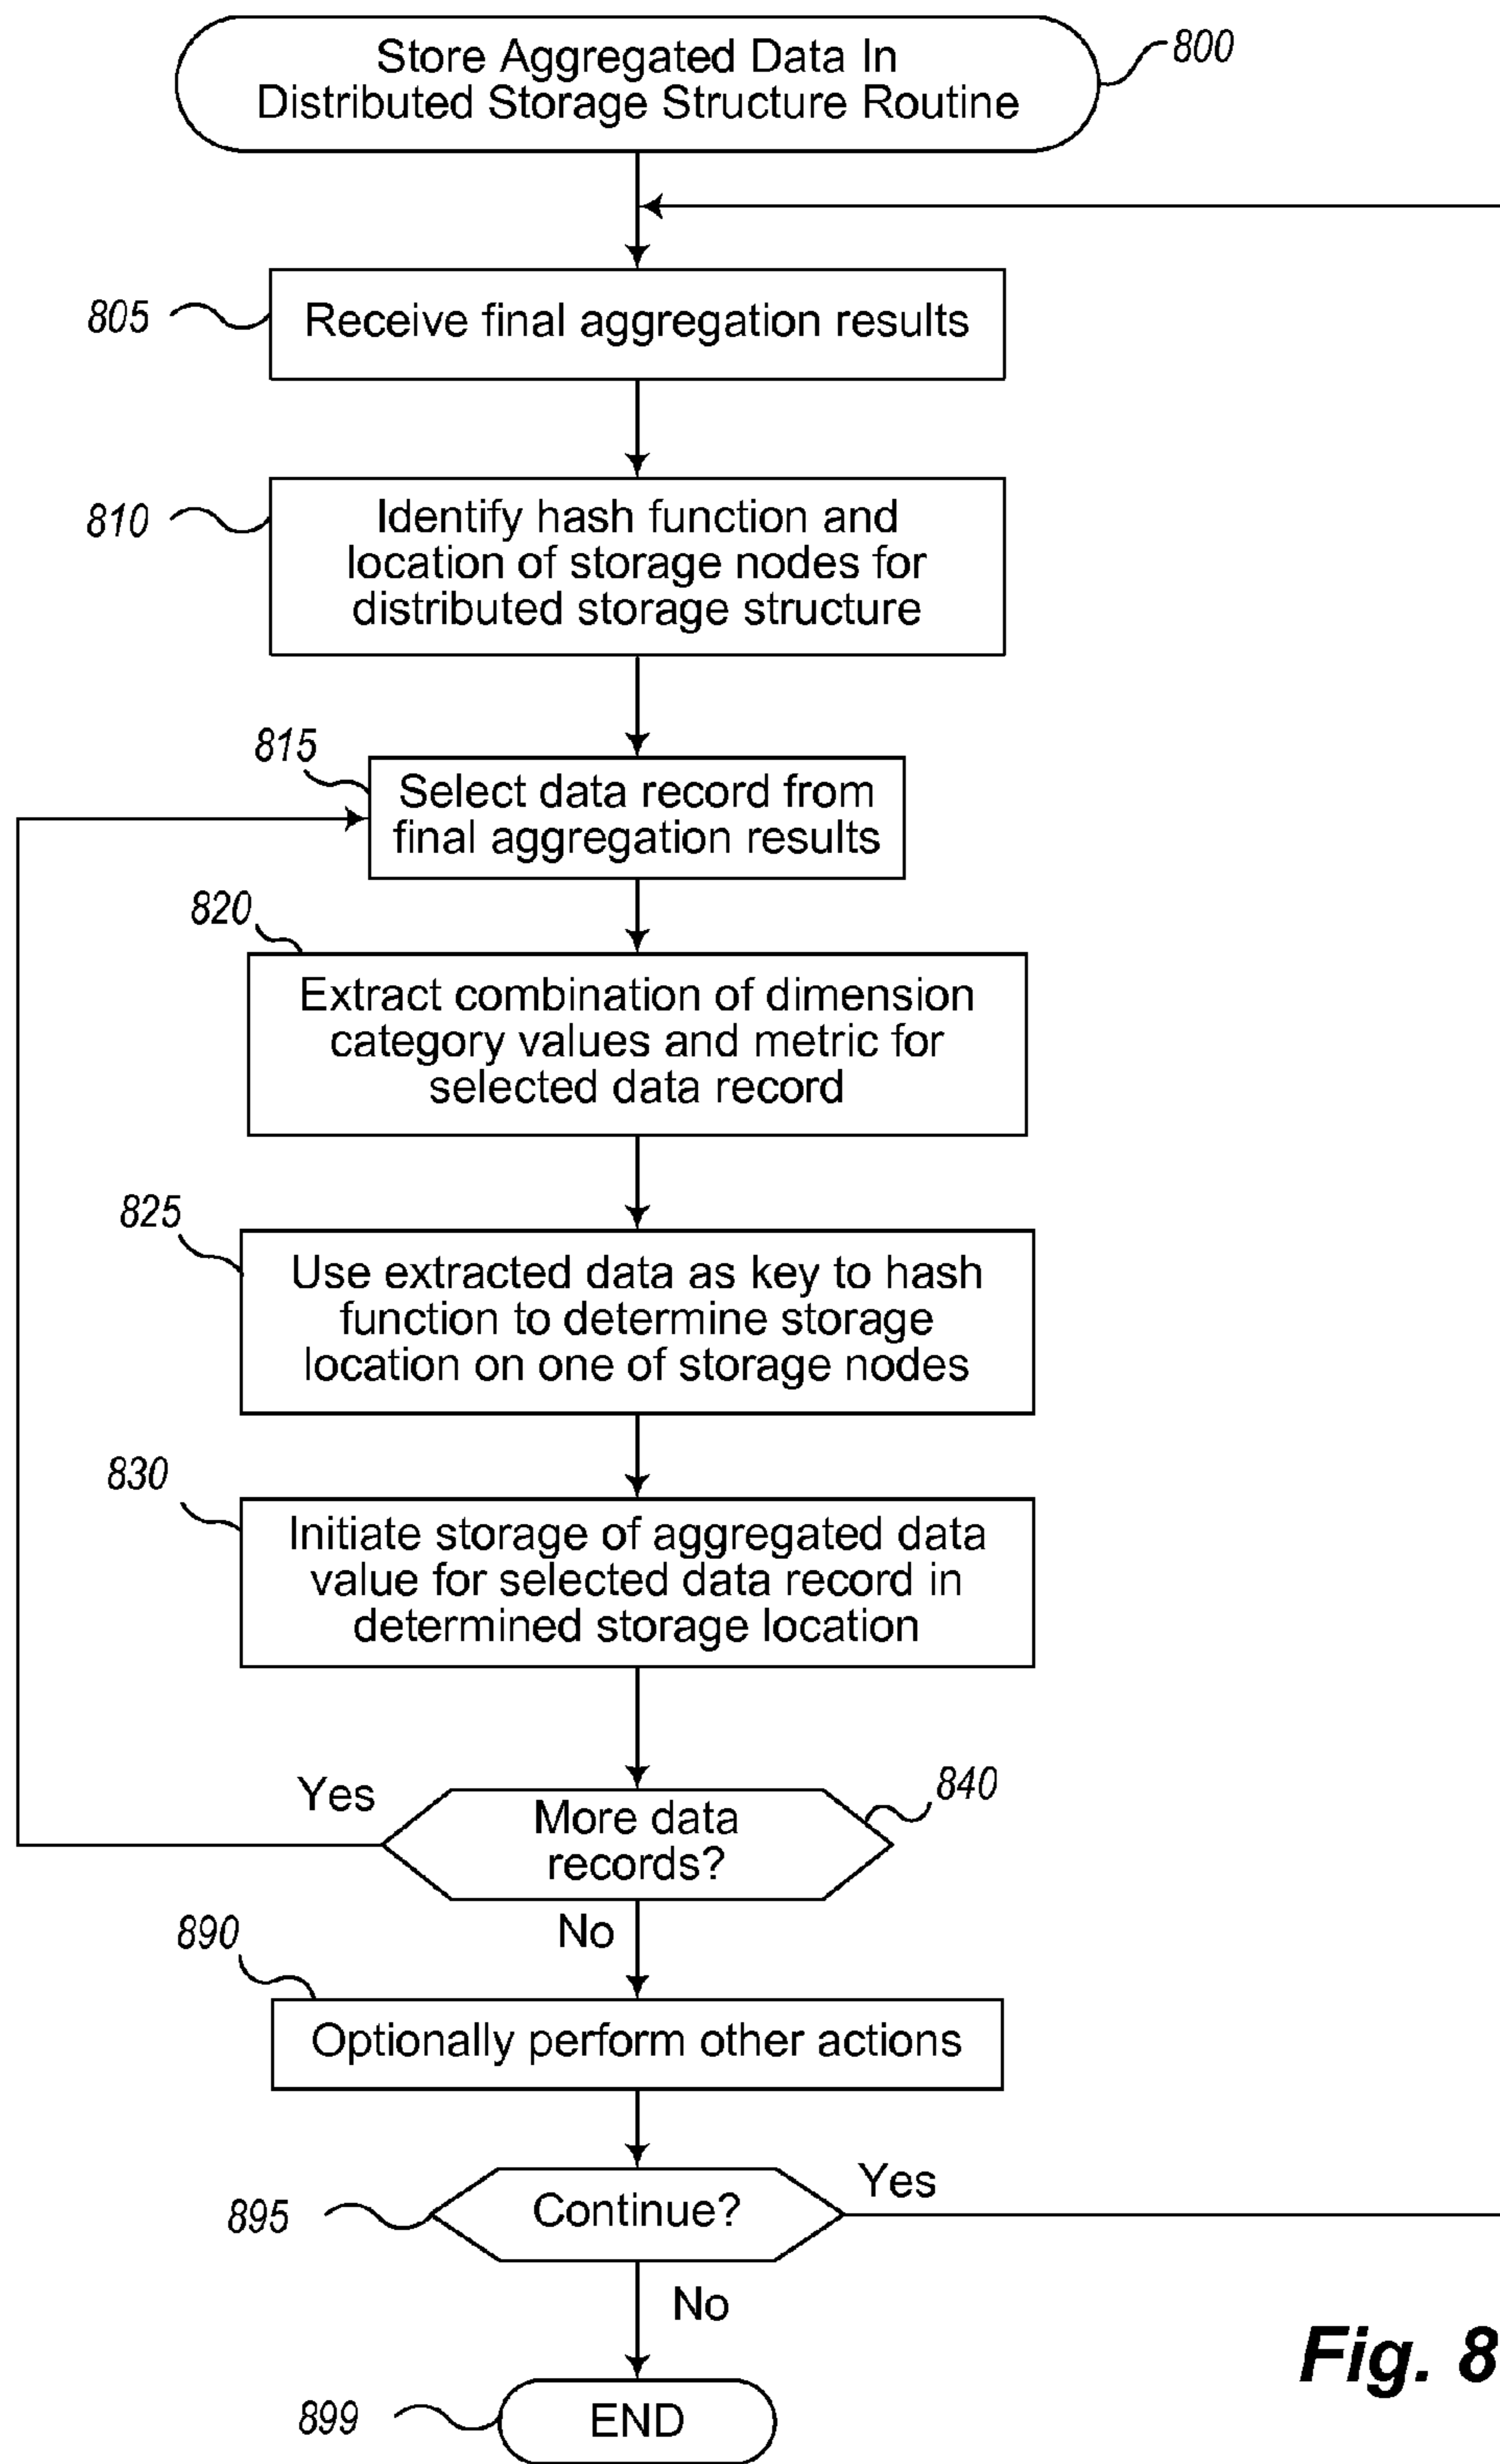 Store Aggregated Data In
Distributed Storage Structure Routine
800
805
Receive final aggregation results
810
Identify hash function and
location of storage nodes for
distributed storage structure
815
Select data record from
final aggregation results
820
Extract combination of dimension
category values and metric for
selected data record
825
Use extracted data as key to hash
function to determine storage
location on one of storage nodes
830
Initiate storage of aggregated data
value for selected data record in
determined storage location
Yes
840
More data
records?
No
890
Optionally perform other actions
895
Continue?
Yes
No
899
END
Fig. 8